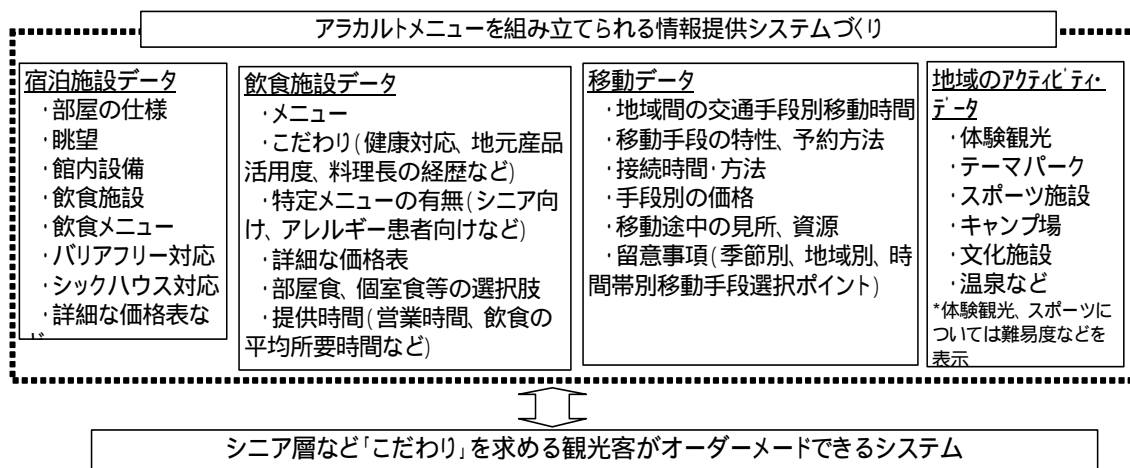 アラカルトメニューを組み立てられる情報提供システムづくり
宿泊施設データ
・部屋の仕様
・眺望
・館内設備
・飲食施設
・飲食メニュー
・バリアフリー対応
・シックハウス対応
・詳細な価格表な
飲食施設データ
・メニュー
・こだわり(健康対応、地元産品
活用度、料理長の経歴など)
・特定メニューの有無(シニア向
け、アレルギー患者向けなど)
・詳細な価格表
・部屋食、個室食等の選択肢
・提供時間(営業時間、飲食の
平均所要時間など)
移動データ
・地域間の交通手段別移動時間
・移動手段の特性、予約方法
・接続時間・方法
・手段別の価格
・移動途中の見所、資源
・留意事項(季節別、地域別、時
間帯別移動手段選択ポイント)
地域のアクティビティ・
データ
・体験観光
・テーマパーク
・スポーツ施設
・キャンプ場
・文化施設
・温泉など
*体験観光、スポーツに
ついては難易度などを
表示
シニア層など「こだわり」を求める観光客がオーダーメードできるシステム